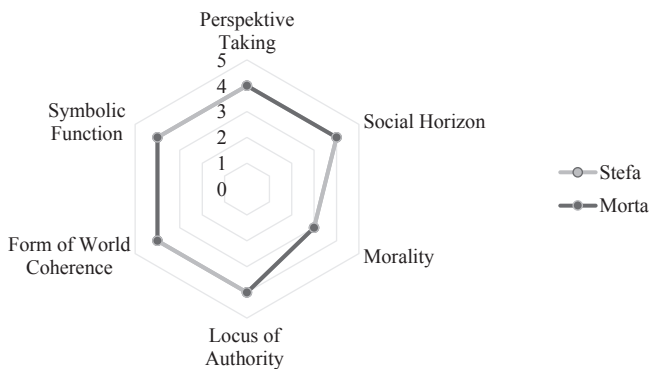 Perspektive
Taking
5
4
3
2
1
0
Symbolic
Function
Social Horizon
Stefa
Morta
Form of World
Coherence
Morality
Locus of
Authority